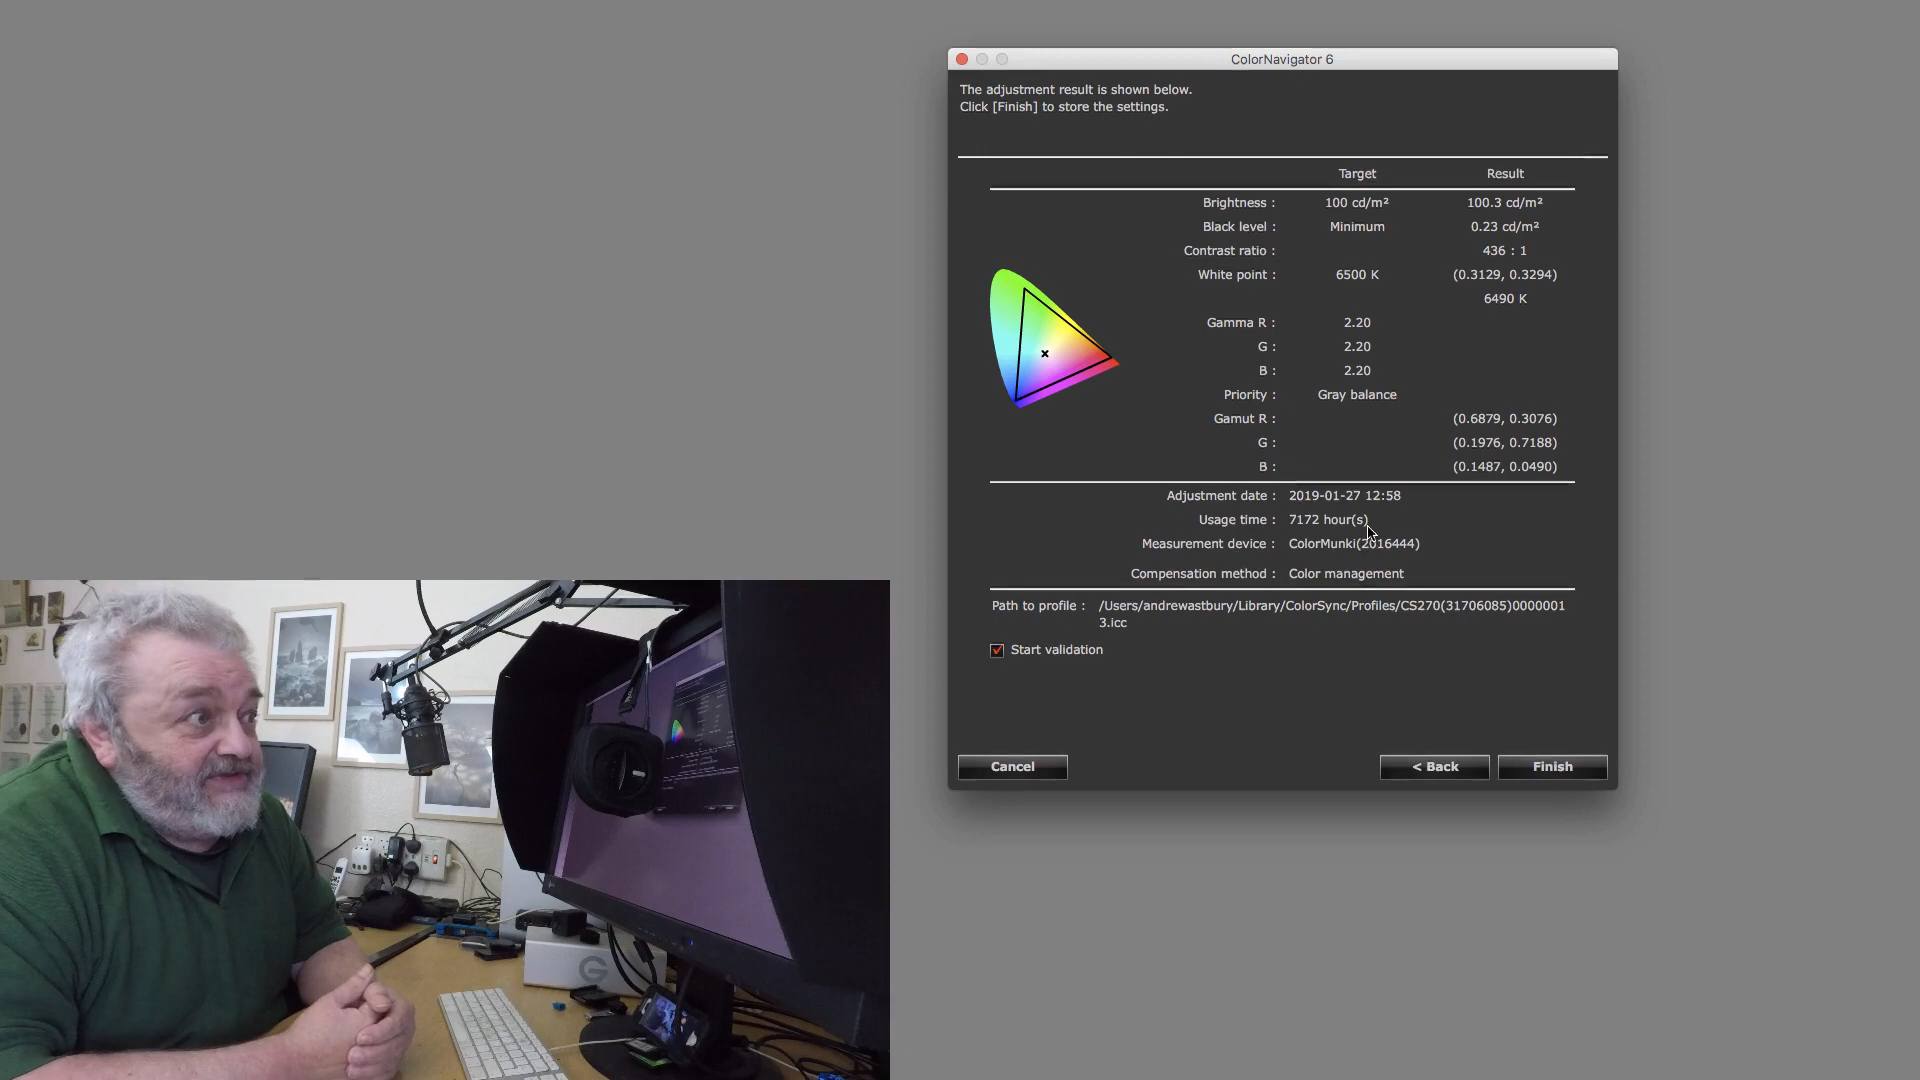 ColorNavigator 6
The adjustment result is shown below.
Click [Finish] to store the settings.
Target Result
Brightness : 100 cd/m² 100.3 cd/m²
Black level : Minimum 0.23 cd/m²
Contrast ratio : 436 : 1
White point : 6500 K (0.3129, 0.3294)
6490 K
Gamma R : 2.20
G : 2.20
B : 2.20
Priority : Gray balance
Gamut R : (0.6879, 0.3076)
G : (0.1976, 0.7188)
B : (0.1487, 0.0490)
Adjustment date : 2019-01-27 12:58
Usage time : 7172 hour(s)
Measurement device : ColorMunki(2016444)
Compensation method : Color management
Path to profile : /Users/andrewastbury/Library/ColorSync/Profiles/CS270(31706085)0000001
3.icc
Start validation
Cancel < Back Finish
G